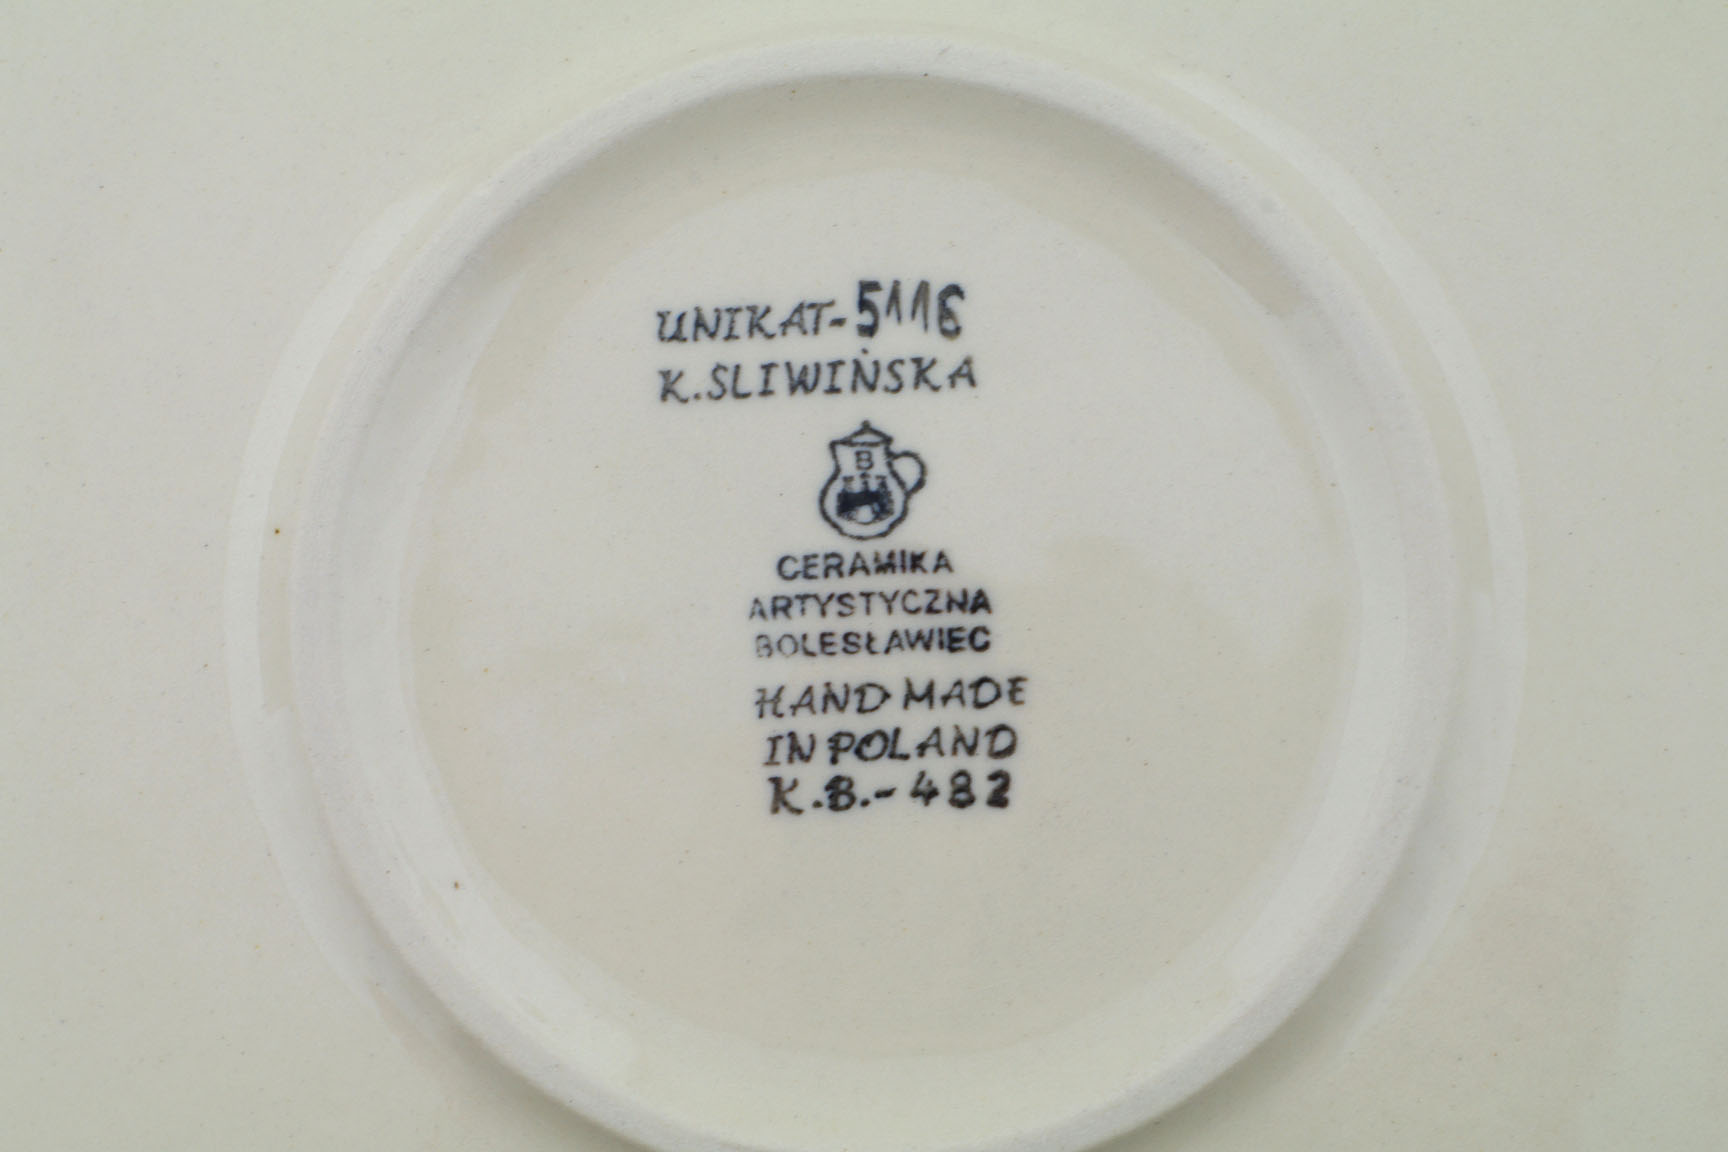 UNIKAT-5116
K.SLIWIŃSKA
B
CERAMIKA
ARTYSTYCZNA
BOLESŁAWIEC
HAND MADE
IN POLAND
K.B.-482